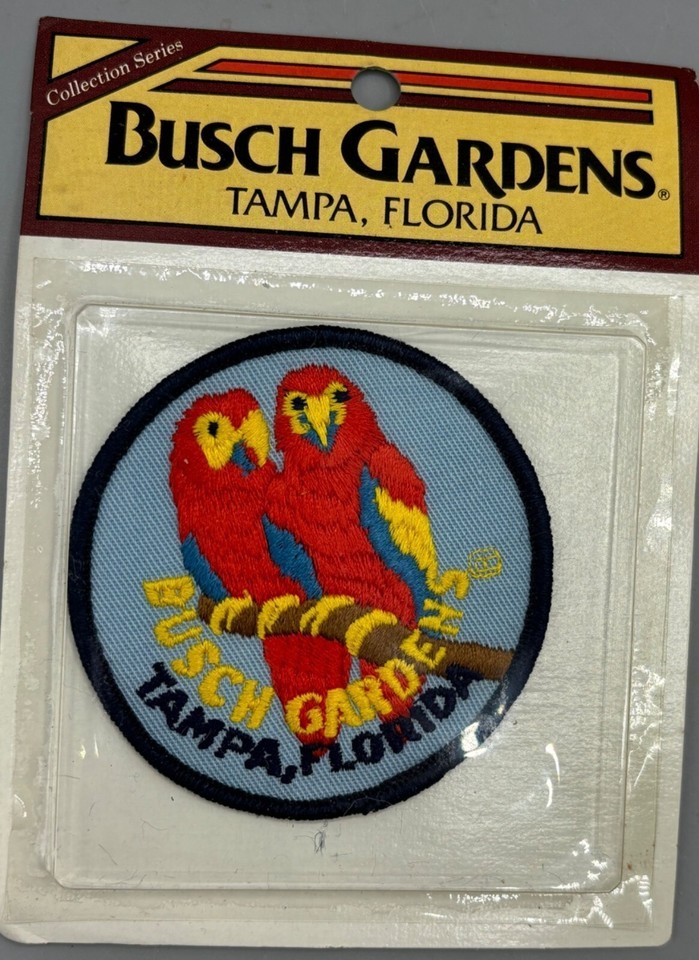 Collection Series
BUSCH GARDENS®
TAMPA, FLORIDA
BUSCH GARDENS®
TAMPA, FLORIDA